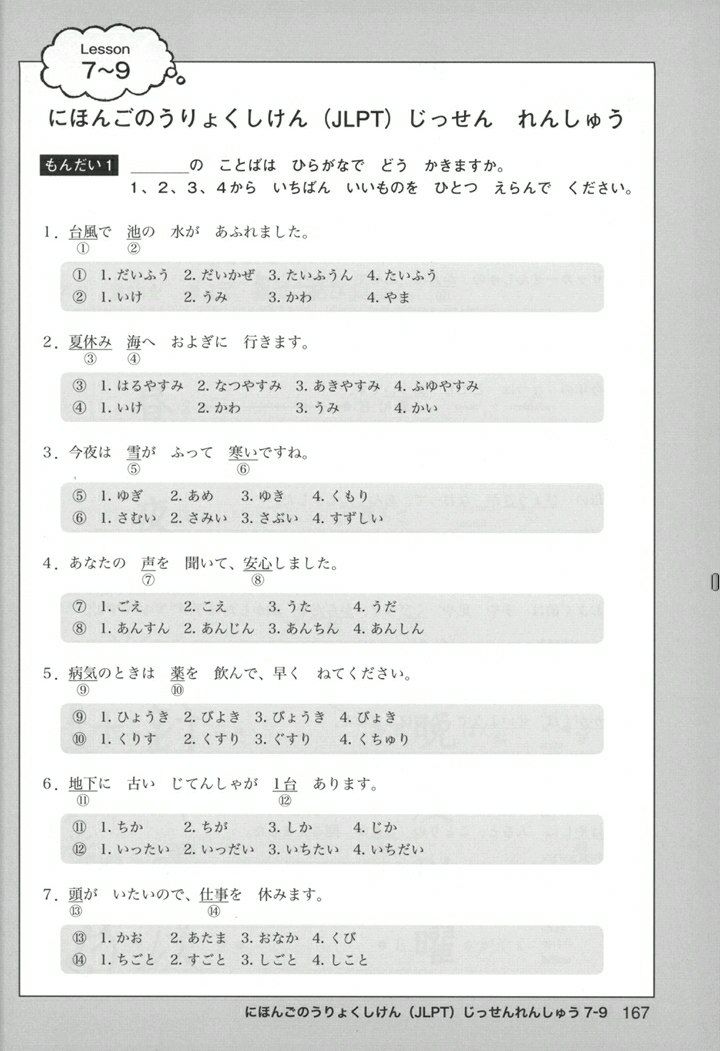 Lesson
7〜9
にほんごのうりょくしけん（JLPT）じっせん　れんしゅう
もんだい1　______の　ことばは　ひらがなで　どう　かきますか。
1、2、3、4から　いちばん　いいものを　ひとつ　えらんで　ください。
1．台風で　池の　水が　あふれました。
①　②
①　1. だいふう　2. だいかぜ　3. たいふうん　4. たいふう
②　1. いけ　2. うみ　3. かわ　4. やま
2．夏休み　海へ　およぎに　行きます。
③　④
③　1. はるやすみ　2. なつやすみ　3. あきやすみ　4. ふゆやすみ
④　1. いけ　2. かわ　3. うみ　4. かい
3．今夜は　雪が　ふって　寒いですね。
⑤　⑥
⑤　1. ゆぎ　2. あめ　3. ゆき　4. くもり
⑥　1. さむい　2. さみい　3. さぶい　4. すずしい
4．あなたの　声を　聞いて、安心しました。
⑦　⑧
⑦　1. ごえ　2. こえ　3. うた　4. うだ
⑧　1. あんすん　2. あんじん　3. あんちん　4. あんしん
5．病気のときは　薬を　飲んで、早く　ねてください。
⑨　⑩
⑨　1. ひょうき　2. びよき　3. びょうき　4. びょき
⑩　1. くりす　2. くすり　3. ぐすり　4. くちゅり
6．地下に　古い　じてんしゃが　1台　あります。
⑪　⑫
⑪　1. ちか　2. ちが　3. しか　4. じか
⑫　1. いったい　2. いっだい　3. いちたい　4. いちだい
7．頭が　いたいので、仕事を　休みます。
⑬　⑭
⑬　1. かお　2. あたま　3. おなか　4. くび
⑭　1. ちごと　2. すごと　3. しごと　4. しこと
にほんごのうりょくしけん（JLPT）じっせんれんしゅう 7-9　167